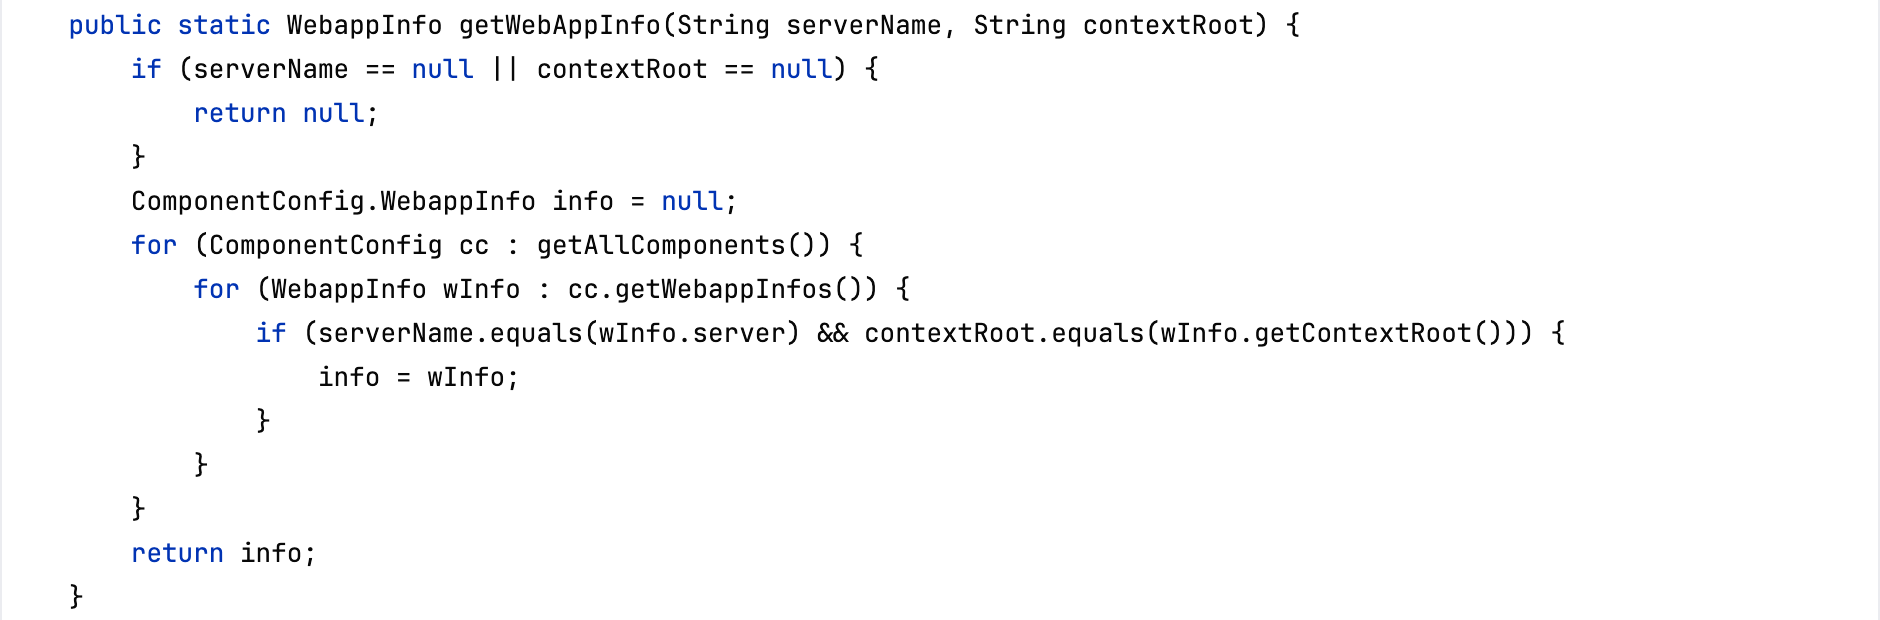 public static WebappInfo getWebAppInfo(String serverName, String contextRoot) {
    if (serverName == null || contextRoot == null) {
        return null;
    }
    ComponentConfig.WebappInfo info = null;
    for (ComponentConfig cc : getAllComponents()) {
        for (WebappInfo wInfo : cc.getWebappInfos()) {
            if (serverName.equals(wInfo.server) && contextRoot.equals(wInfo.getContextRoot())) {
                info = wInfo;
            }
        }
    }
    return info;
}